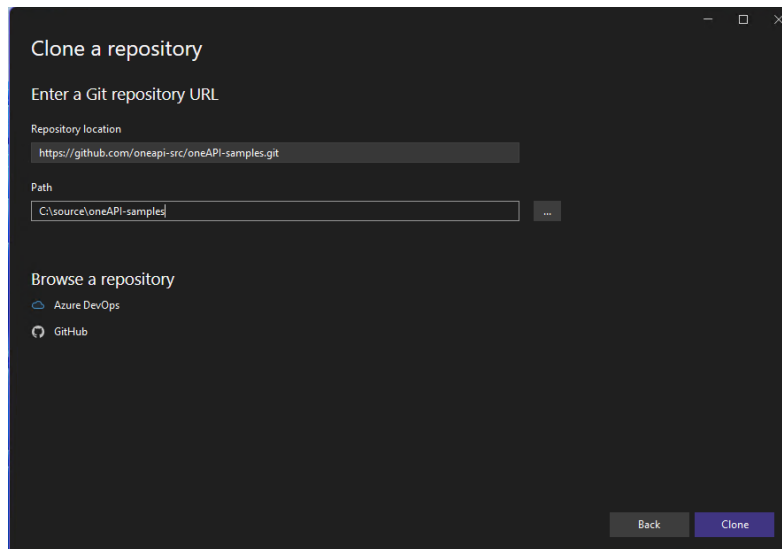 Clone a repository
Enter a Git repository URL
Repository location
https://github.com/oneapi-src/oneAPI-samples.git
Path
C:\source\oneAPI-samples
...
Browse a repository
Azure DevOps
GitHub
Back Clone